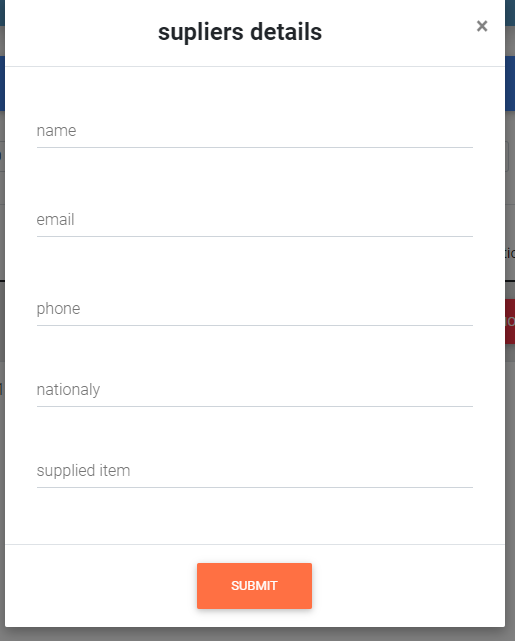 supliers details
×
name
email
phone
nationaly
supplied item
SUBMIT